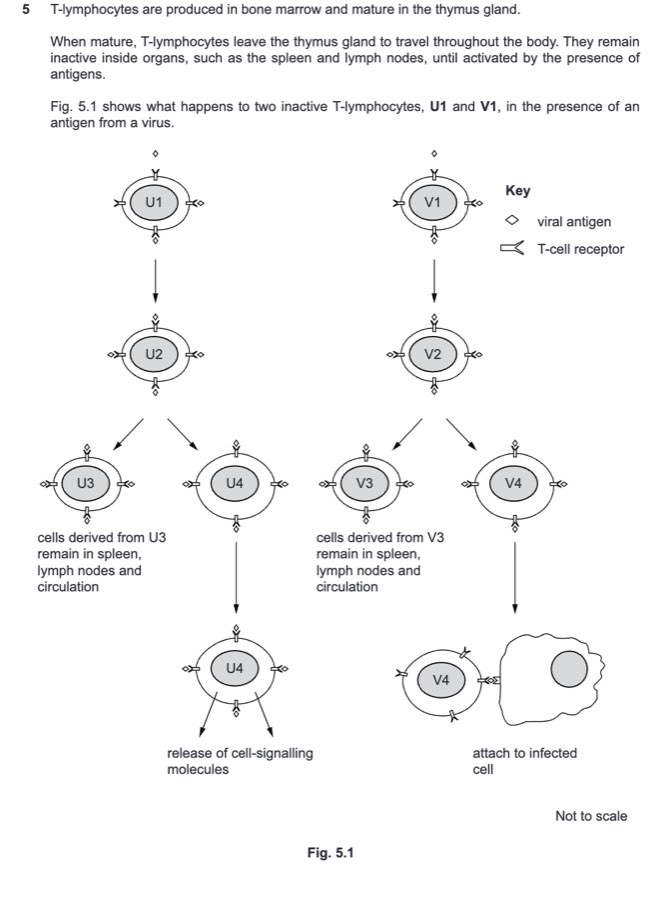 5 T-lymphocytes are produced in bone marrow and mature in the thymus gland.
When mature, T-lymphocytes leave the thymus gland to travel throughout the body. They remain
inactive inside organs, such as the spleen and lymph nodes, until activated by the presence of
antigens.
Fig. 5.1 shows what happens to two inactive T-lymphocytes, U1 and V1, in the presence of an
antigen from a virus.
U1
V1
Key
viral antigen
T-cell receptor
U2
V2
U3
U4
V3
V4
cells derived from U3
remain in spleen,
lymph nodes and
circulation
cells derived from V3
remain in spleen,
lymph nodes and
circulation
U4
V4
release of cell-signalling
molecules
attach to infected
cell
Not to scale
Fig. 5.1